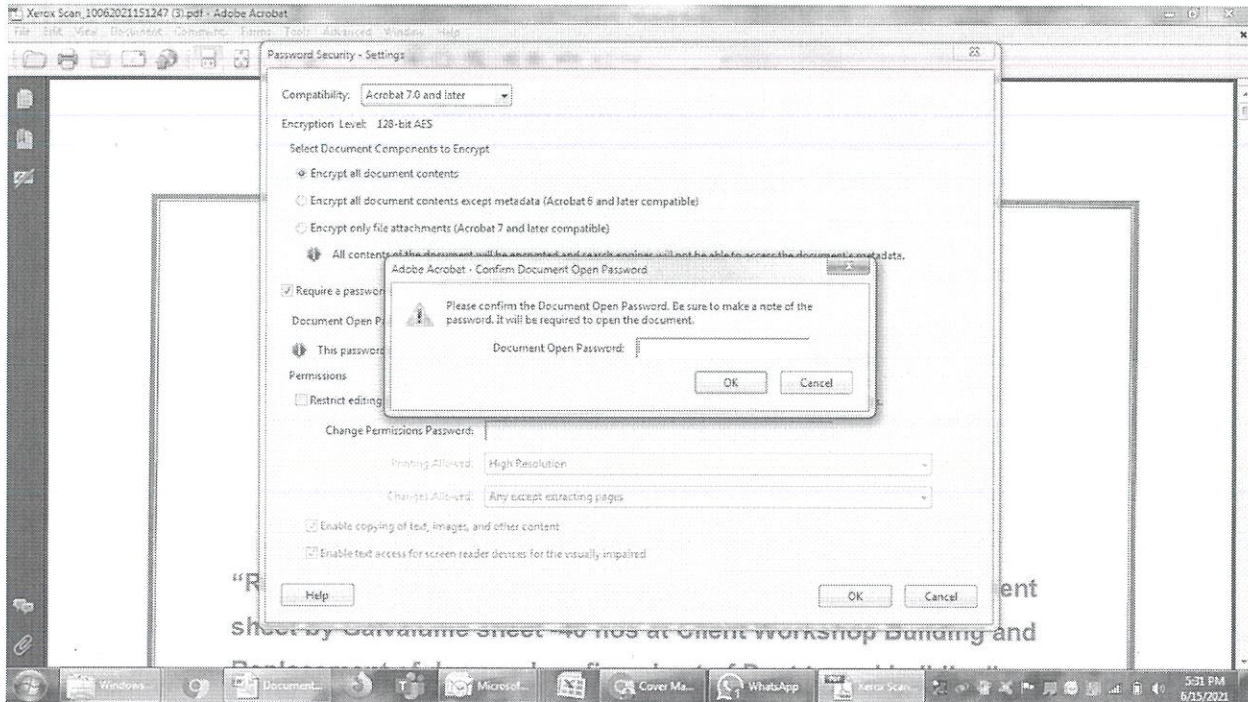 Xerox Scan_10062021151247 (3).pdf - Adobe Acrobat
File Edit View Document Comments Forms Tools Advanced Window Help
Password Security - Settings
Compatibility: Acrobat 7.0 and later
Encryption Level: 128-bit AES
Select Document Components to Encrypt
Encrypt all document contents
Encrypt all document contents except metadata (Acrobat 6 and later compatible)
Encrypt only file attachments (Acrobat 7 and later compatible)
All contents of the document will be encrypted and search engines will not be able to access the document's metadata.
Adobe Acrobat - Confirm Document Open Password
Require a passwor
Please confirm the Document Open Password. Be sure to make a note of the
password. It will be required to open the document.
Document Open P
Document Open Password:
This password
OK Cancel
Permissions
Restrict editing
Change Permissions Password:
Printing Allowed: High Resolution
Changes Allowed: Any except extracting pages
Enable copying of text, images, and other content
Enable text access for screen reader devices for the visually impaired
Help OK Cancel
"R ent
sheet by Galvalume sheet -40 nos at Client Workshop Building and
Windows... Document... Microsof... Cover Ma... WhatsApp Xerox Scan...
5:31 PM
6/15/2021